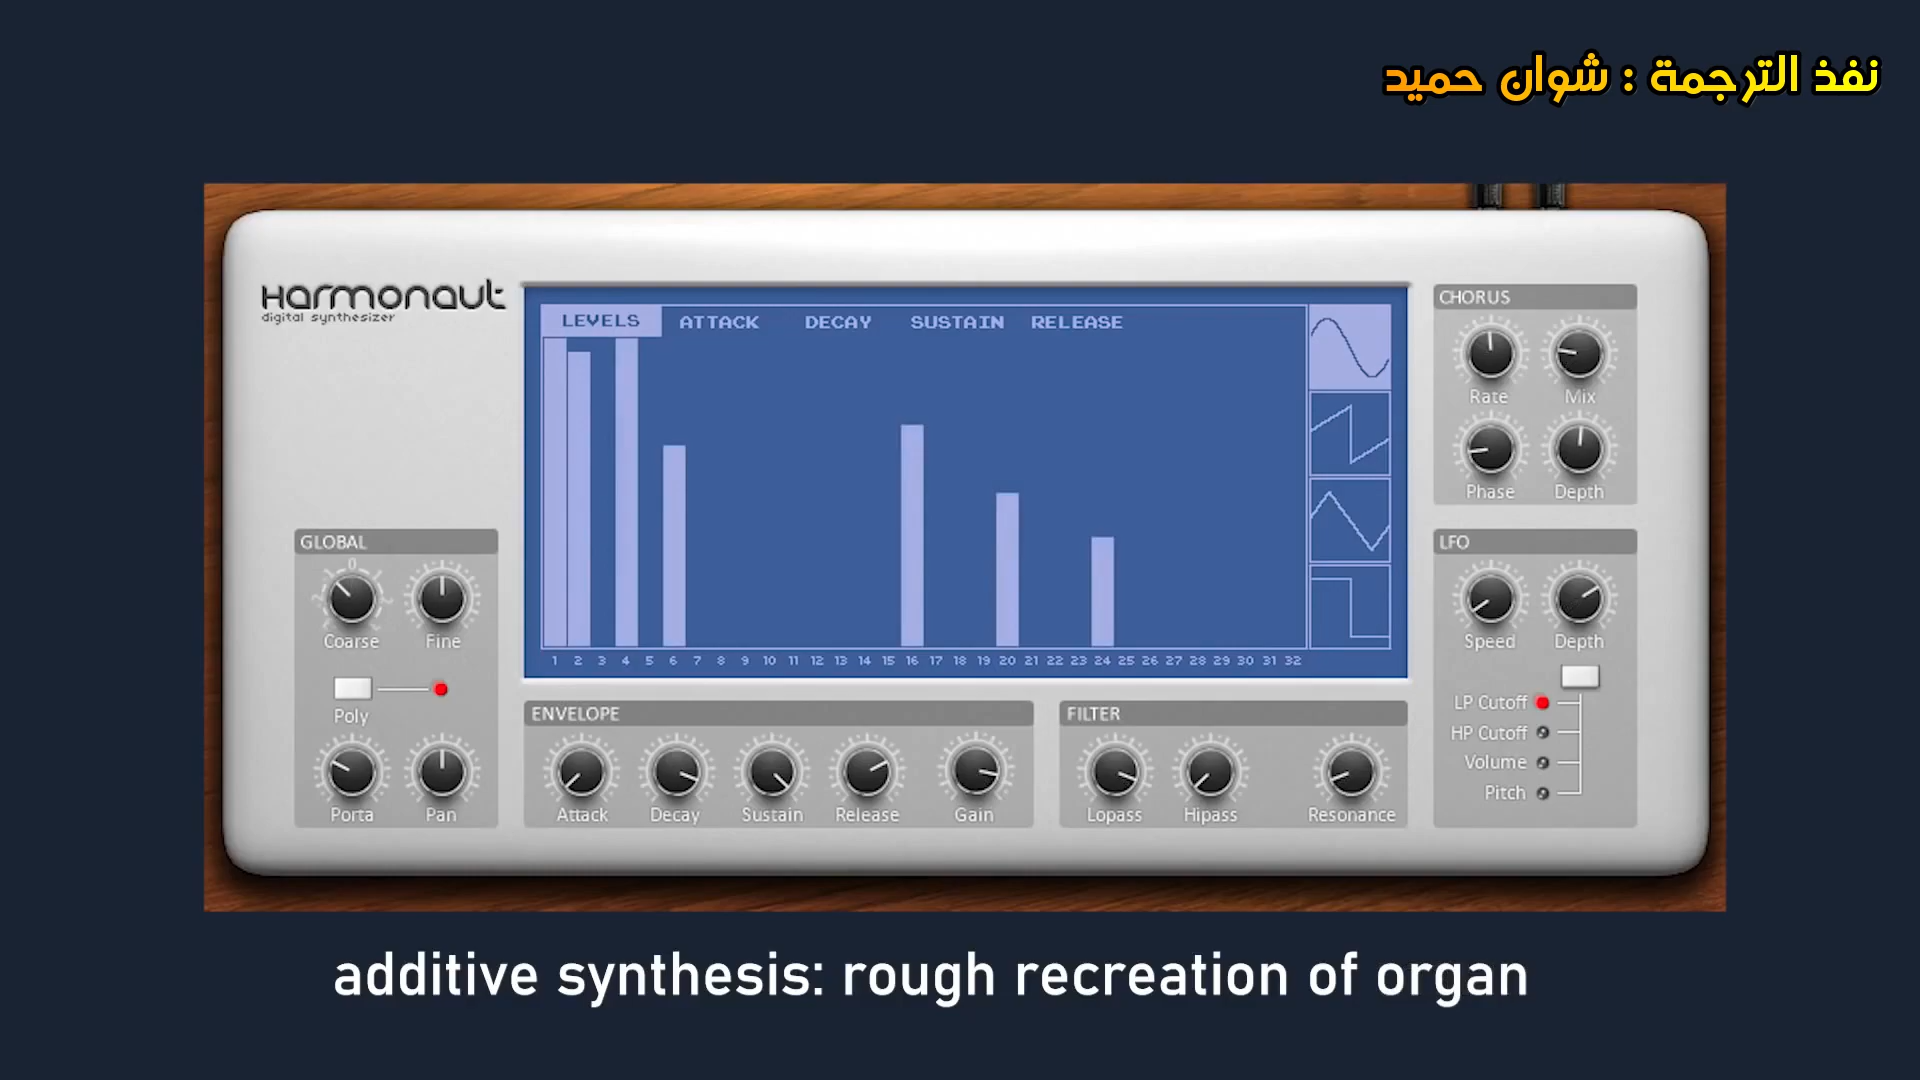 نفذ الترجمة : شوان حميد
Harmonaut
digital synthesizer
LEVELS ATTACK DECAY SUSTAIN RELEASE
1 2 3 4 5 6 7 8 9 10 11 12 13 14 15 16 17 18 19 20 21 22 23 24 25 26 27 28 29 30 31 32
CHORUS
Rate Mix
Phase Depth
GLOBAL
0
Coarse Fine
Poly
Porta Pan
ENVELOPE
Attack Decay Sustain Release Gain
FILTER
Lopass Hipass Resonance
LFO
Speed Depth
LP Cutoff
HP Cutoff
Volume
Pitch
additive synthesis: rough recreation of organ